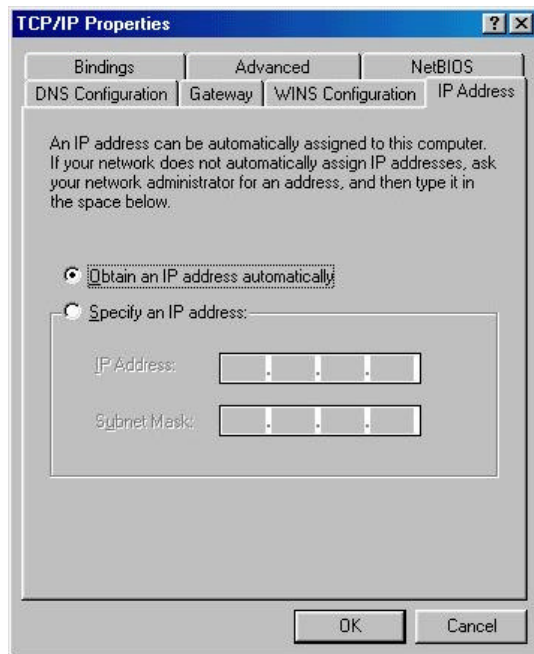 TCP/IP Properties
Bindings Advanced NetBIOS
DNS Configuration Gateway WINS Configuration IP Address
An IP address can be automatically assigned to this computer.
If your network does not automatically assign IP addresses, ask
your network administrator for an address, and then type it in
the space below.
Obtain an IP address automatically
Specify an IP address:
IP Address:
Subnet Mask:
OK Cancel